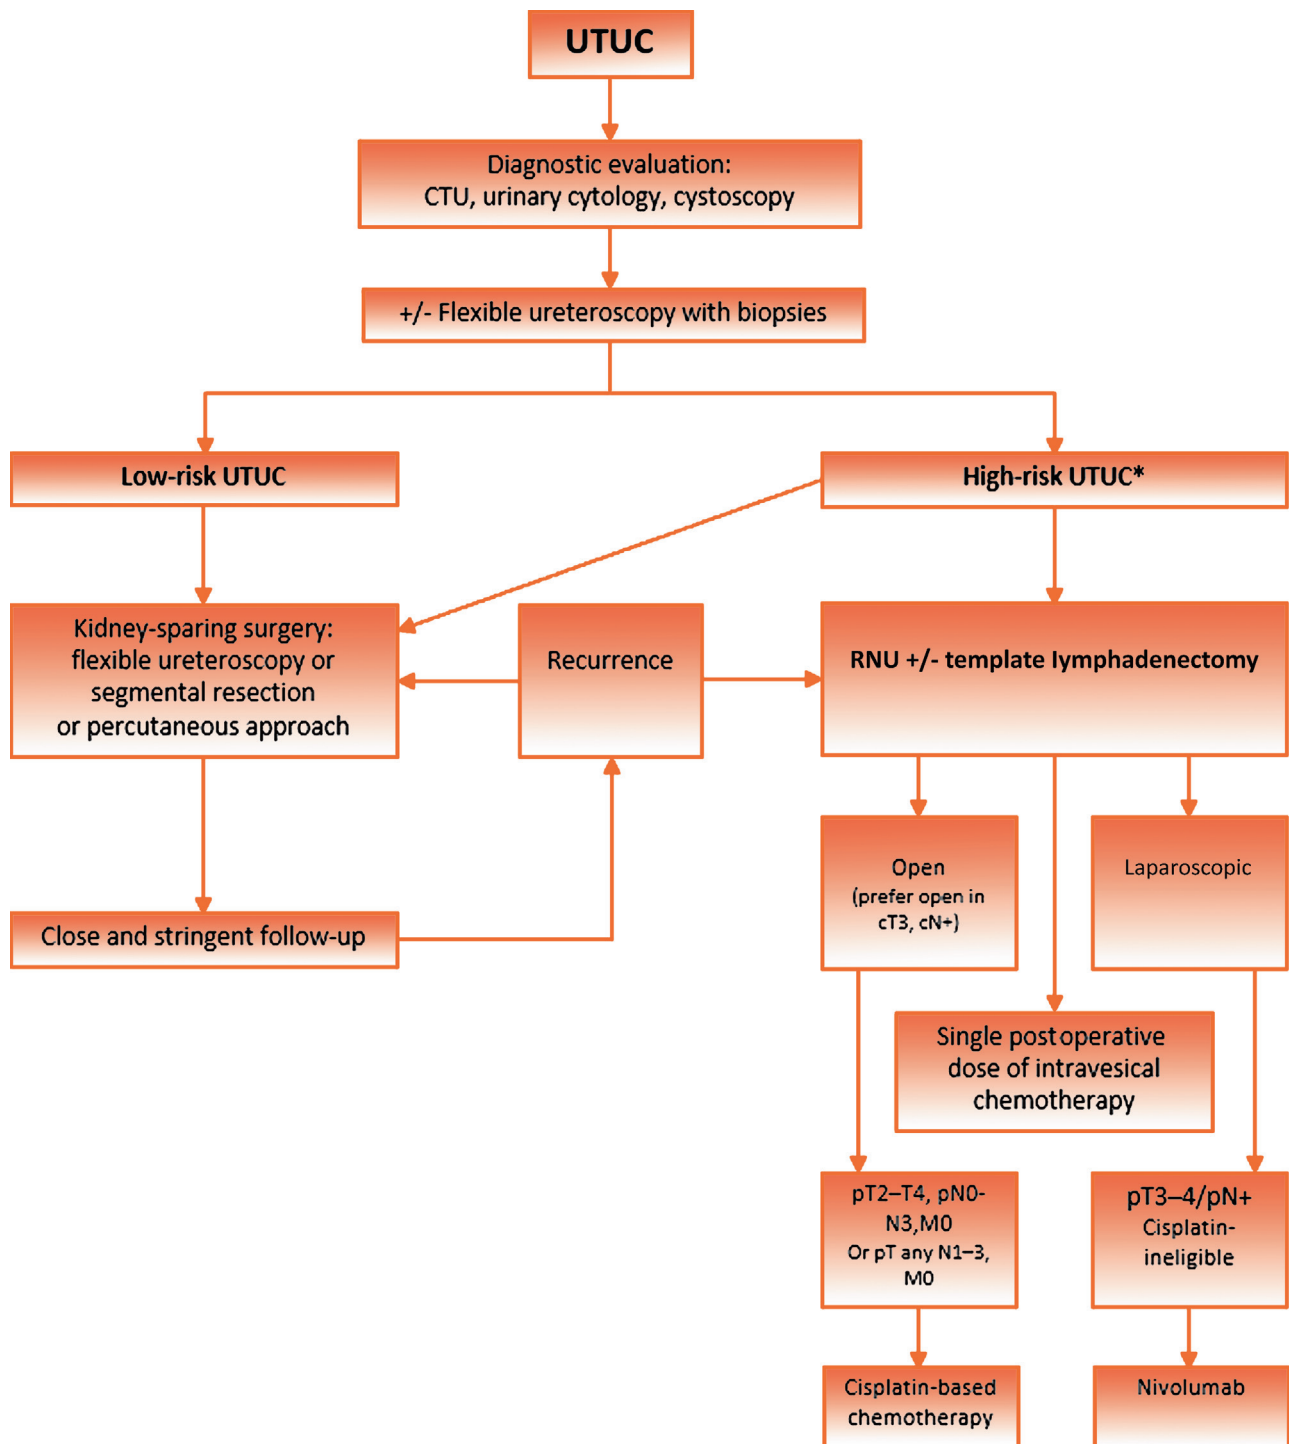 UTUC
Diagnostic evaluation:
CTU, urinary cytology, cystoscopy
+/- Flexible ureteroscopy with biopsies
Low-risk UTUC
High-risk UTUC*
Kidney-sparing surgery:
flexible ureteroscopy or
segmental resection
or percutaneous approach
Recurrence
RNU +/- template lymphadenectomy
Open
(prefer open in
cT3, cN+)
Laparoscopic
Close and stringent follow-up
Single postoperative
dose of intravesical
chemotherapy
pT2–T4, pN0-
N3,M0
Or pT any N1–3,
M0
pT3–4/pN+
Cisplatin-
ineligible
Cisplatin-based
chemotherapy
Nivolumab